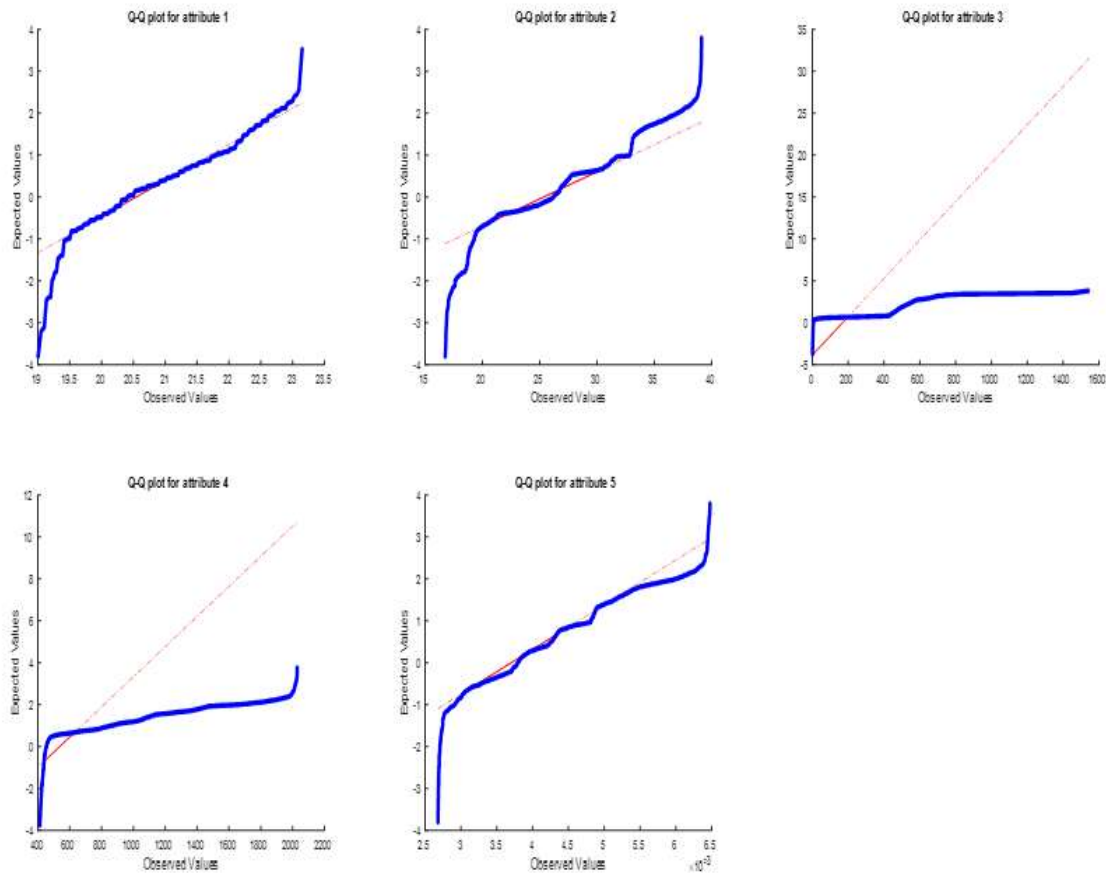 Q-Q plot for attribute 1
Expected Values
4
3
2
1
0
-1
-2
-3
-4
19 19.5 20 20.5 21 21.5 22 22.5 23 23.5
Observed Values
Q-Q plot for attribute 2
Expected Values
4
3
2
1
0
-1
-2
-3
-4
15 20 25 30 35 40
Observed Values
Q-Q plot for attribute 3
Expected Values
35
30
25
20
15
10
5
0
-5
0 200 400 600 800 1000 1200 1400 1600
Observed Values
Q-Q plot for attribute 4
Expected Values
12
10
8
6
4
2
0
-2
-4
400 600 800 1000 1200 1400 1600 1800 2000 2200
Observed Values
Q-Q plot for attribute 5
Expected Values
4
3
2
1
0
-1
-2
-3
-4
2.5 3 3.5 4 4.5 5 5.5 6 6.5
Observed Values
×10⁻³